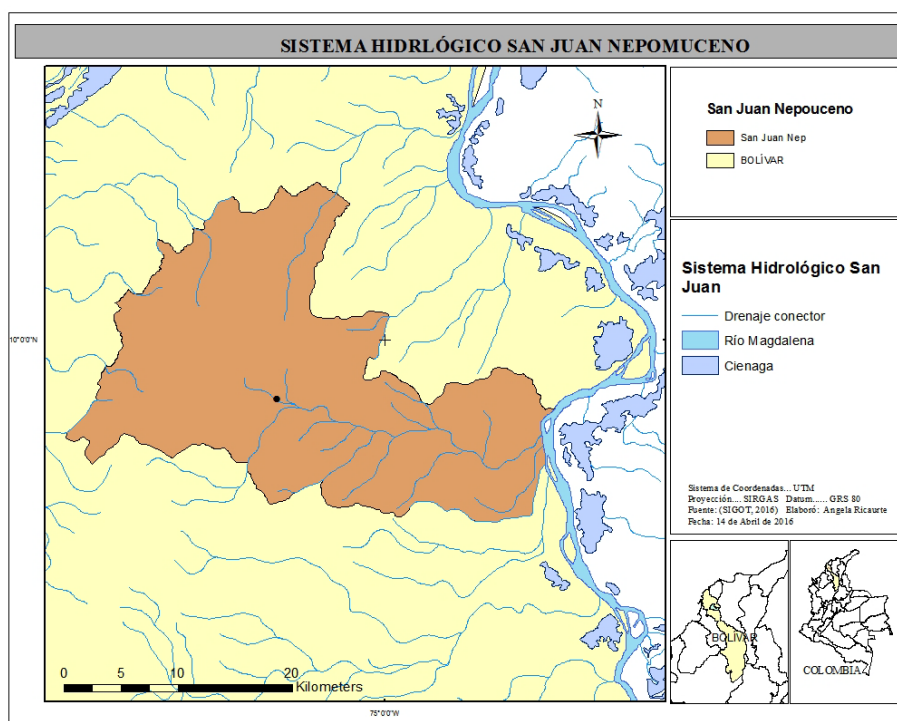 SISTEMA HIDRLÓGICO SAN JUAN NEPOMUCENO
N
10°0'0"N
0 5 10 20
Kilometers
75°0'0"W
San Juan Nepouceno
San Juan Nep
BOLÍVAR
Sistema Hidrológico San
Juan
Drenaje conector
Río Magdalena
Cienaga
Sistema de Coordenadas... UTM
Proyección.... SIRGAS Datum...... GRS 80
Fuente: (SIGOT, 2016) Elaboró: Angela Ricaurte
Fecha: 14 de Abril de 2016
BOLÍVAR
COLOMBIA